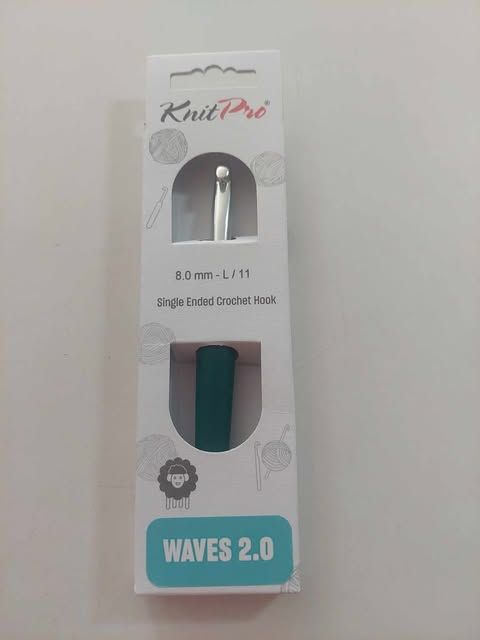 KnitPro®
8.0 mm - L / 11
Single Ended Crochet Hook
WAVES 2.0